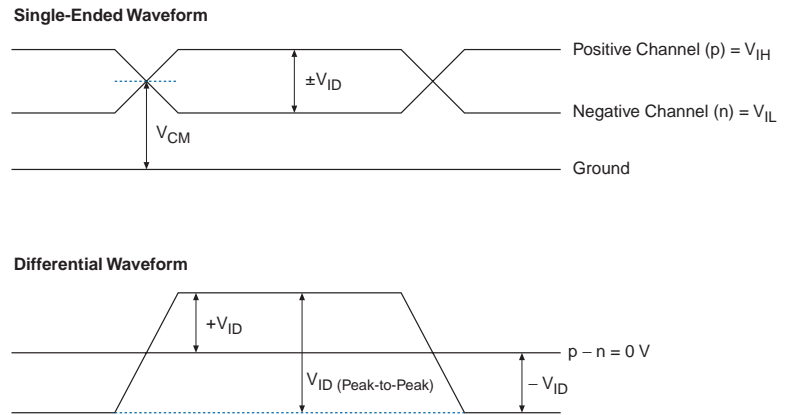 Single-Ended Waveform
Positive Channel (p) = VIH
±VID
Negative Channel (n) = VIL
VCM
Ground
Differential Waveform
+VID
p − n = 0 V
VID (Peak-to-Peak)
− VID